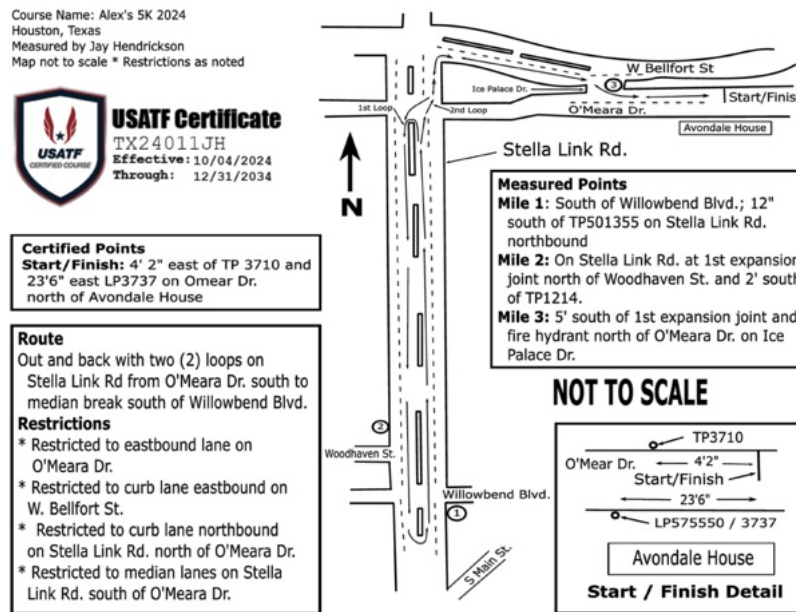 Course Name: Alex's 5K 2024
Houston, Texas
Measured by Jay Hendrickson
Map not to scale * Restrictions as noted
USATF
CERTIFIED COURSE
USATF Certificate
TX24011JH
Effective: 10/04/2024
Through: 12/31/2034
N
Certified Points
Start/Finish: 4' 2" east of TP 3710 and
23'6" east LP3737 on Omear Dr.
north of Avondale House
Route
Out and back with two (2) loops on
Stella Link Rd from O'Meara Dr. south to
median break south of Willowbend Blvd.
Restrictions
* Restricted to eastbound lane on
O'Meara Dr.
* Restricted to curb lane eastbound on
W. Bellfort St.
* Restricted to curb lane northbound
on Stella Link Rd. north of O'Meara Dr.
* Restricted to median lanes on Stella
Link Rd. south of O'Meara Dr.
W Bellfort St
3
Ice Palace Dr.
Start/Finis
O'Meara Dr.
1st Loop
2nd Loop
Avondale House
Stella Link Rd.
Measured Points
Mile 1: South of Willowbend Blvd.; 12"
south of TP501355 on Stella Link Rd.
northbound
Mile 2: On Stella Link Rd. at 1st expansion
joint north of Woodhaven St. and 2' south
of TP1214.
Mile 3: 5' south of 1st expansion joint and
fire hydrant north of O'Meara Dr. on Ice
Palace Dr.
NOT TO SCALE
2
Woodhaven St.
Willowbend Blvd.
1
S Main St.
TP3710
O'Mear Dr.
4'2"
Start/Finish
23'6"
LP575550 / 3737
Avondale House
Start / Finish Detail